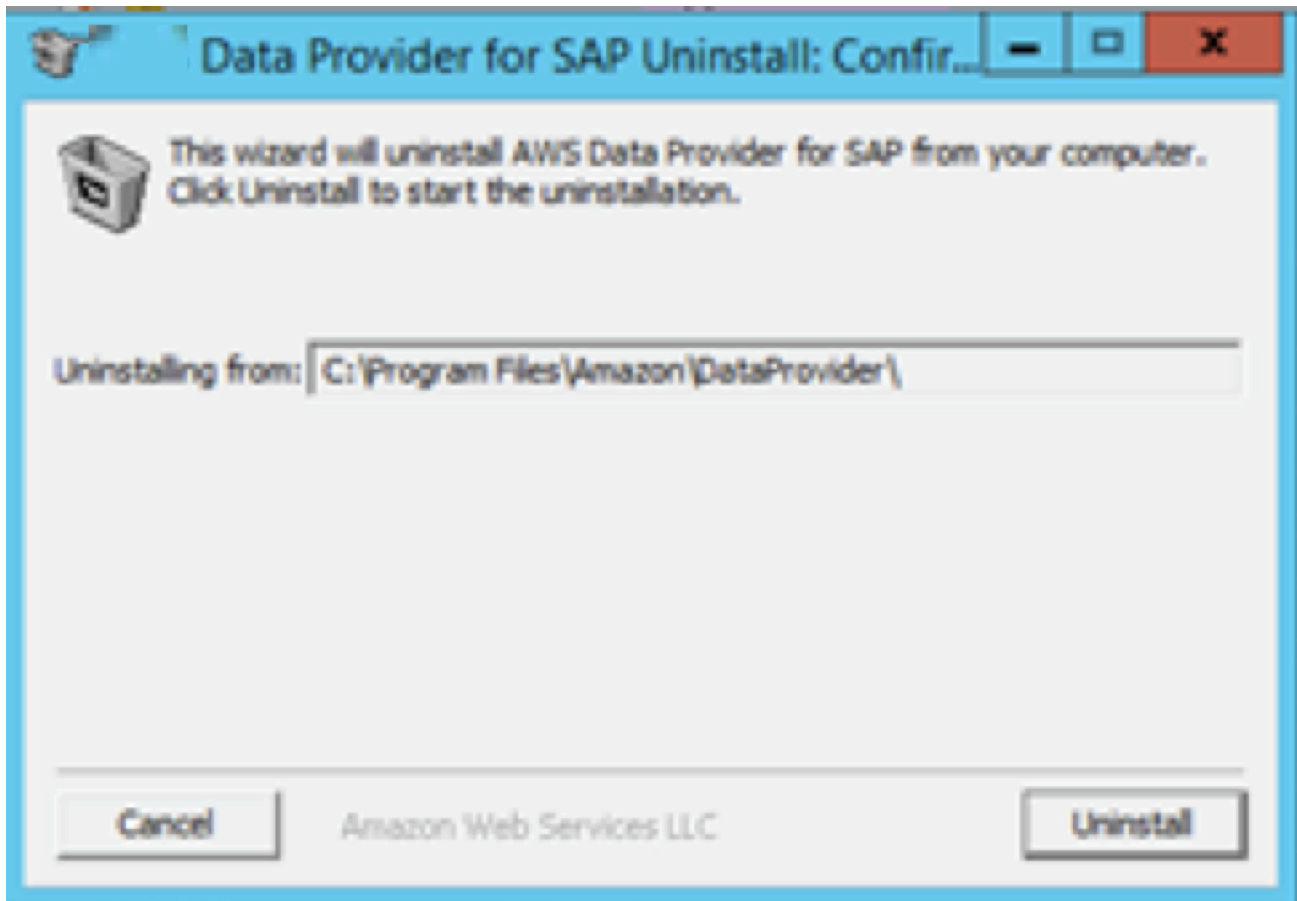 Data Provider for SAP Uninstall: Confir...
This wizard will uninstall AWS Data Provider for SAP from your computer.
Click Uninstall to start the uninstallation.
Uninstalling from: C:\Program Files\Amazon\DataProvider\
Cancel Amazon Web Services LLC Uninstall